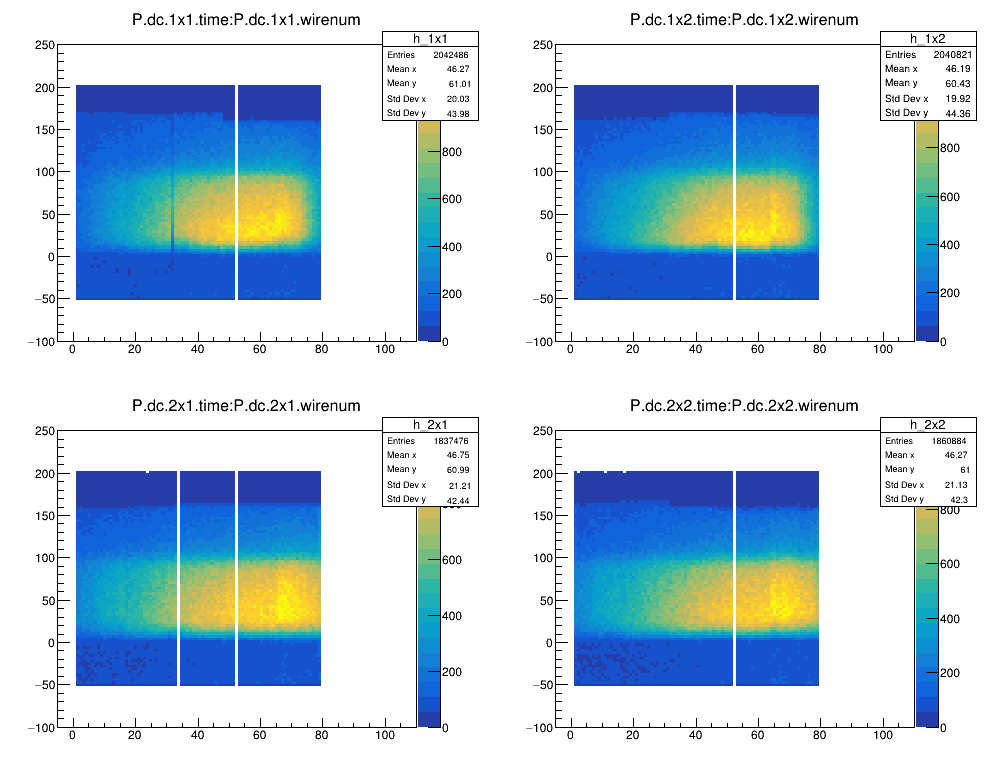 P.dc.1x1.time:P.dc.1x1.wirenum
h_1x1
Entries 2042486
Mean x 46.27
Mean y 61.01
Std Dev x 20.03
Std Dev y 43.98
250
200
150
100
50
0
−50
−100
0 20 40 60 80 100
800
600
400
200
0
P.dc.1x2.time:P.dc.1x2.wirenum
h_1x2
Entries 2040821
Mean x 46.19
Mean y 60.43
Std Dev x 19.92
Std Dev y 44.36
250
200
150
100
50
0
−50
−100
0 20 40 60 80 100
800
600
400
200
0
P.dc.2x1.time:P.dc.2x1.wirenum
h_2x1
Entries 1837476
Mean x 46.75
Mean y 60.99
Std Dev x 21.21
Std Dev y 42.44
250
200
150
100
50
0
−50
−100
0 20 40 60 80 100
600
400
200
0
P.dc.2x2.time:P.dc.2x2.wirenum
h_2x2
Entries 1860884
Mean x 46.27
Mean y 61
Std Dev x 21.13
Std Dev y 42.3
250
200
150
100
50
0
−50
−100
0 20 40 60 80 100
800
600
400
200
0